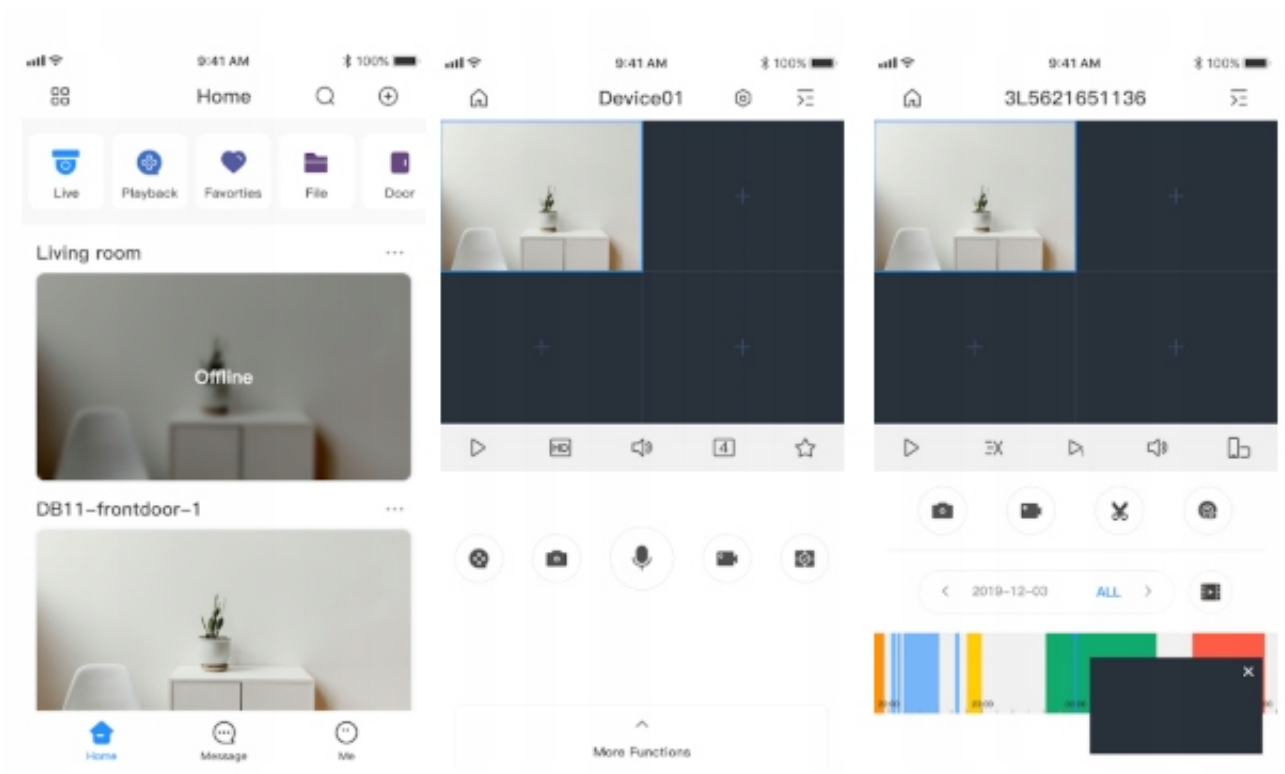 9:41 AM
100%
Home
Live
Playback
Favorties
File
Door
Living room
Offline
DB11-frontdoor-1
Home
Message
Me
9:41 AM
100%
Device01
HD
4
More Functions
9:41 AM
100%
3L5621651136
2019-12-03
ALL